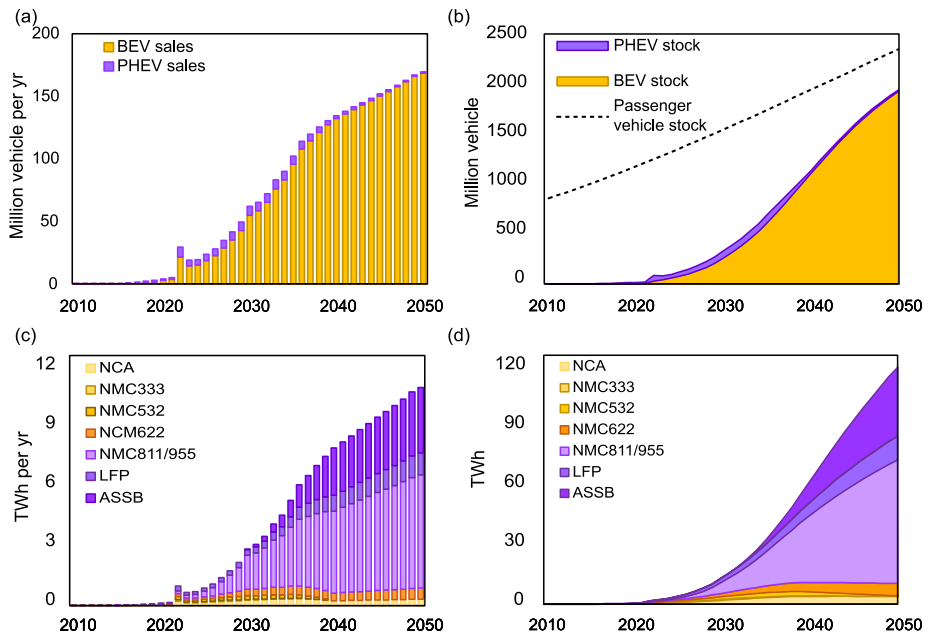 (a)
Million vehicle per yr
200
150
100
50
0
BEV sales
PHEV sales
2010 2020 2030 2040 2050
(b)
Million vehicle
2500
2000
1500
1000
500
0
PHEV stock
BEV stock
Passenger
vehicle stock
2010 2020 2030 2040 2050
(c)
TWh per yr
12
9
6
3
0
NCA
NMC333
NMC532
NCM622
NMC811/955
LFP
ASSB
2010 2020 2030 2040 2050
(d)
TWh
120
90
60
30
0
NCA
NMC333
NMC532
NMC622
NMC811/955
LFP
ASSB
2010 2020 2030 2040 2050